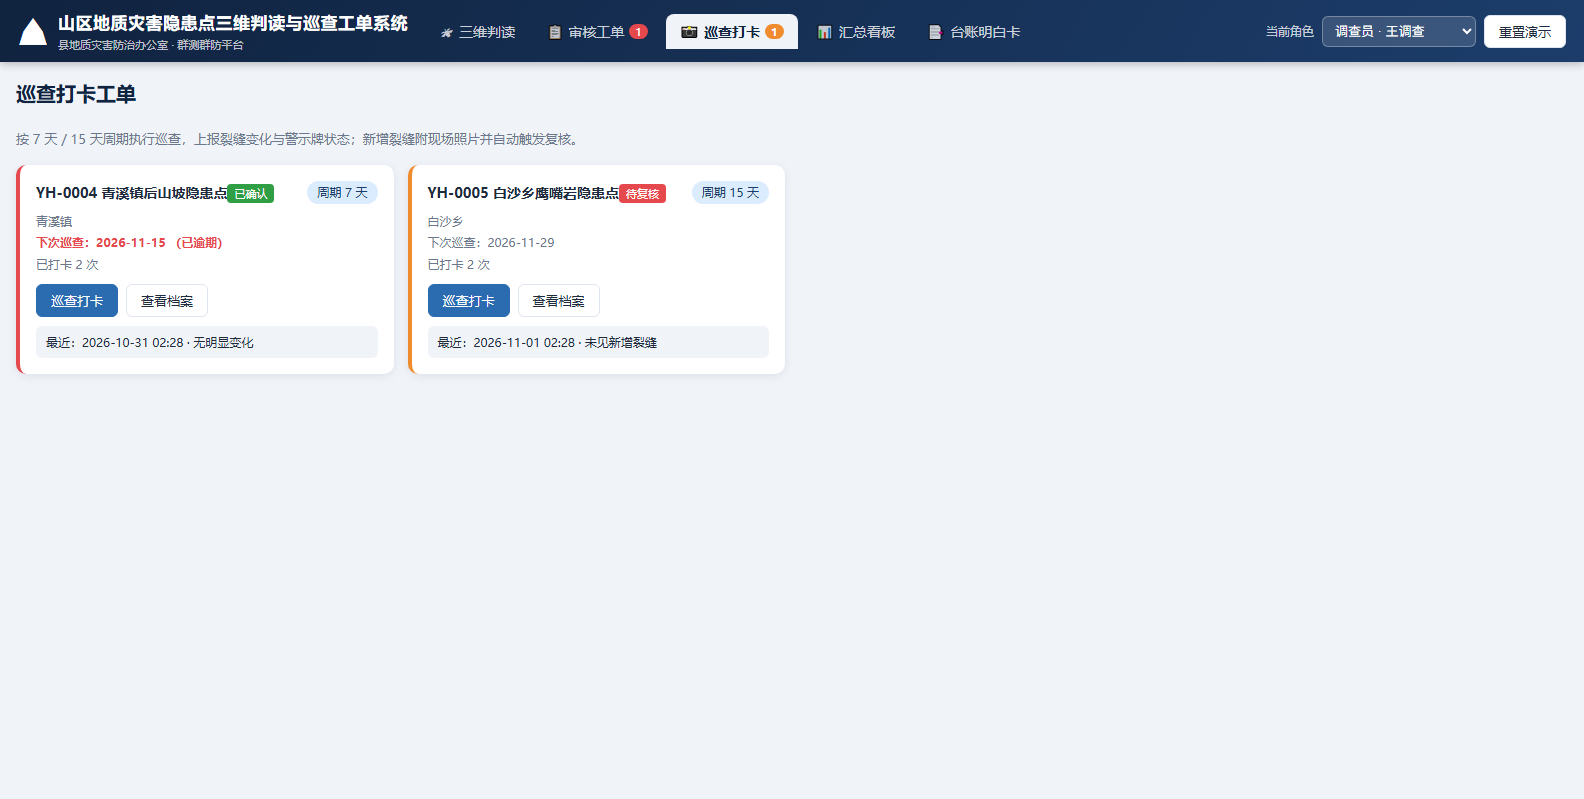 山区地质灾害隐患点三维判读与巡查工单系统
县地质灾害防治办公室 · 群测群防平台
三维判读
审核工单 1
巡查打卡 1
汇总看板
台账明白卡
当前角色
调查员 · 王调查
重置演示
巡查打卡工单
按 7 天 / 15 天周期执行巡查，上报裂缝变化与警示牌状态；新增裂缝附现场照片并自动触发复核。
YH-0004 青溪镇后山坡隐患点 已确认 周期 7 天
青溪镇
下次巡查：2026-11-15 （已逾期）
已打卡 2 次
巡查打卡 查看档案
最近：2026-10-31 02:28 · 无明显变化
YH-0005 白沙乡鹰嘴岩隐患点 待复核 周期 15 天
白沙乡
下次巡查：2026-11-29
已打卡 2 次
巡查打卡 查看档案
最近：2026-11-01 02:28 · 未见新增裂缝